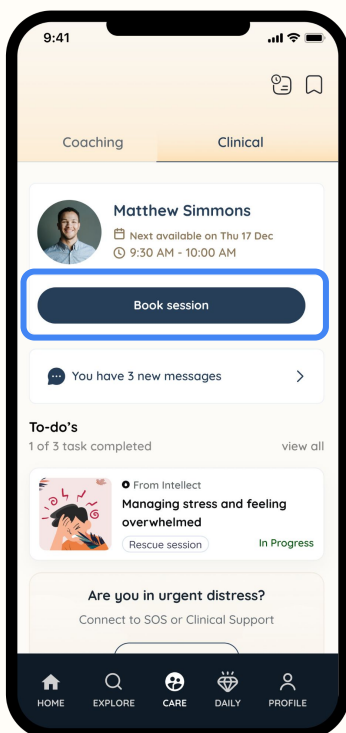 9:41
Coaching
Clinical
Matthew Simmons
Next available on Thu 17 Dec
9:30 AM - 10:00 AM
Book session
You have 3 new messages
To-do's
1 of 3 task completed
view all
From Intellect
Managing stress and feeling
overwhelmed
Rescue session
In Progress
Are you in urgent distress?
Connect to SOS or Clinical Support
HOME
EXPLORE
CARE
DAILY
PROFILE